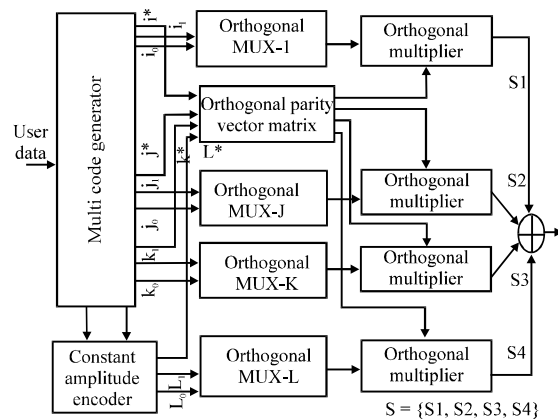 User
data
Multi code generator
i*
i₁
i₀
j*
j₁
j₀
k*
k₁
k₀
L*
L₁
L₀
Constant
amplitude
encoder
Orthogonal
MUX-1
Orthogonal parity
vector matrix
Orthogonal
MUX-J
Orthogonal
MUX-K
Orthogonal
MUX-L
Orthogonal
multiplier
Orthogonal
multiplier
Orthogonal
multiplier
Orthogonal
multiplier
S1
S2
S3
S4
S = {S1, S2, S3, S4}